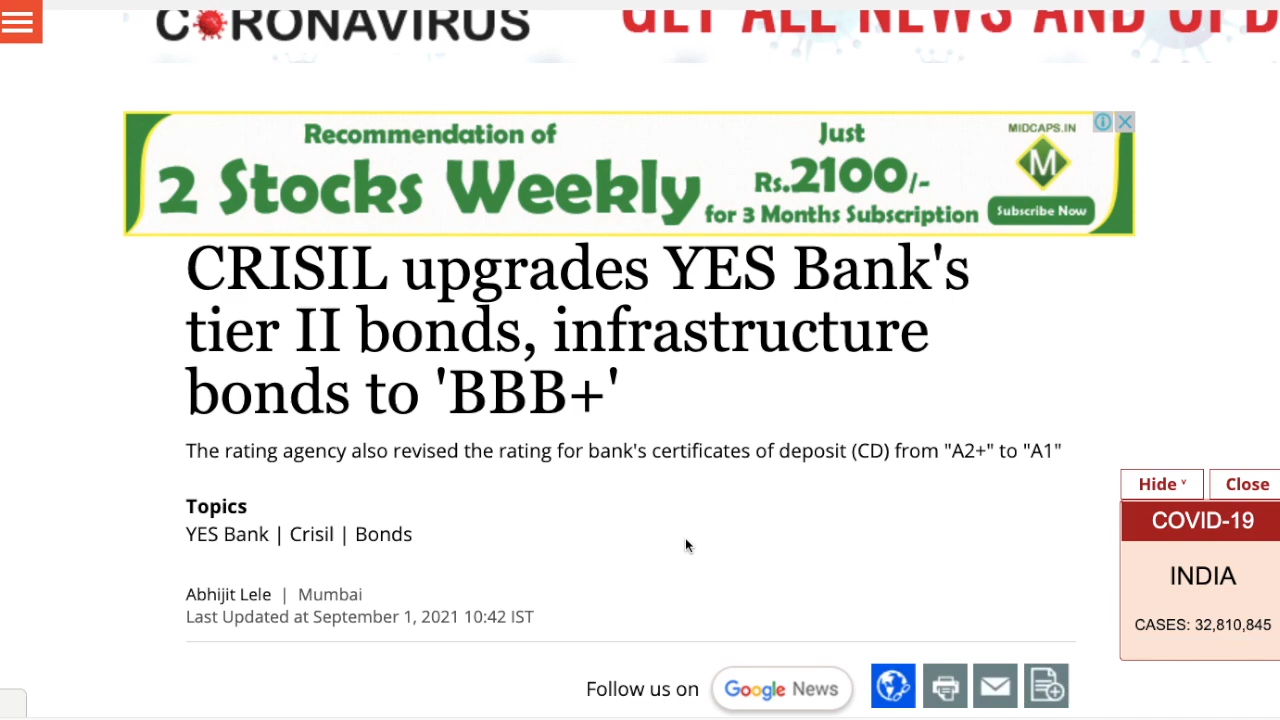 CORONAVIRUS
GET ALL NEWS AND UPD
Recommendation of
2 Stocks Weekly
Just
Rs.2100/-
for 3 Months Subscription
MIDCAPS.IN
M
Subscribe Now
CRISIL upgrades YES Bank's
tier II bonds, infrastructure
bonds to 'BBB+'
The rating agency also revised the rating for bank's certificates of deposit (CD) from "A2+" to "A1"
Topics
YES Bank | Crisil | Bonds
Abhijit Lele | Mumbai
Last Updated at September 1, 2021 10:42 IST
Follow us on
Google News
Hide ˅
Close
COVID-19
INDIA
CASES: 32,810,845